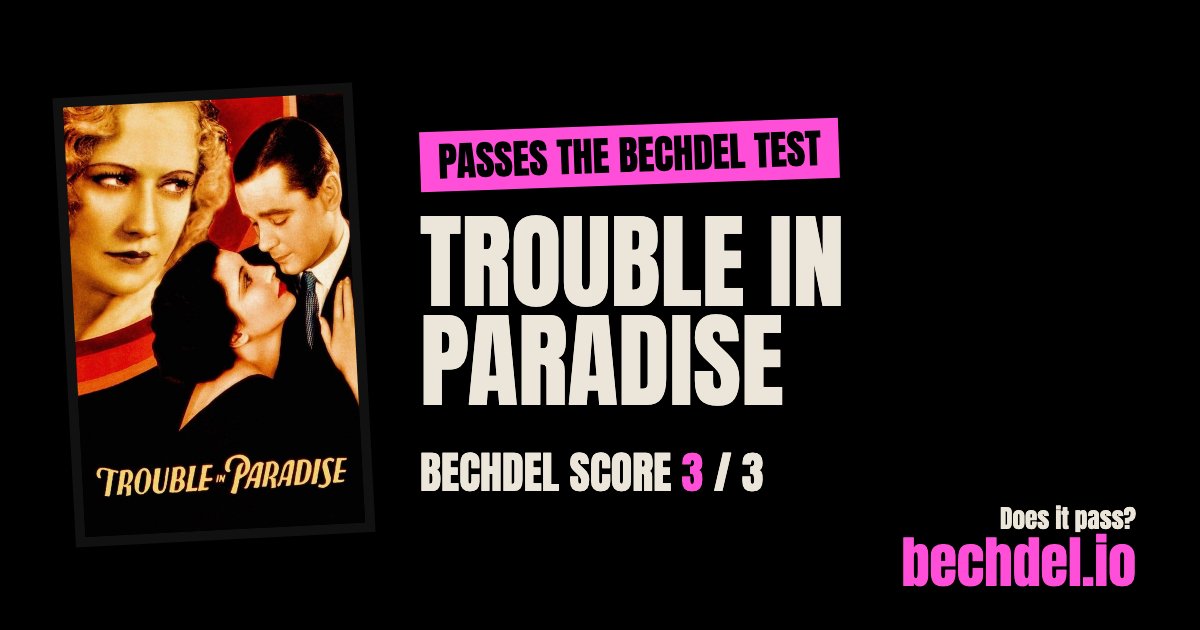 PASSES THE BECHDEL TEST
TROUBLE IN
PARADISE
BECHDEL SCORE 3 / 3
TROUBLE IN PARADISE
Does it pass?
bechdel.io